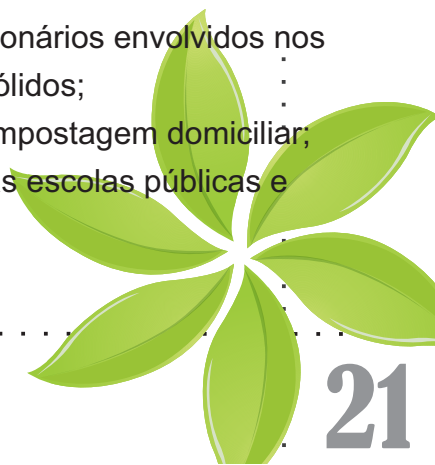 onários envolvidos nos
ólidos;
mpostagem domiciliar;
s escolas públicas e
21